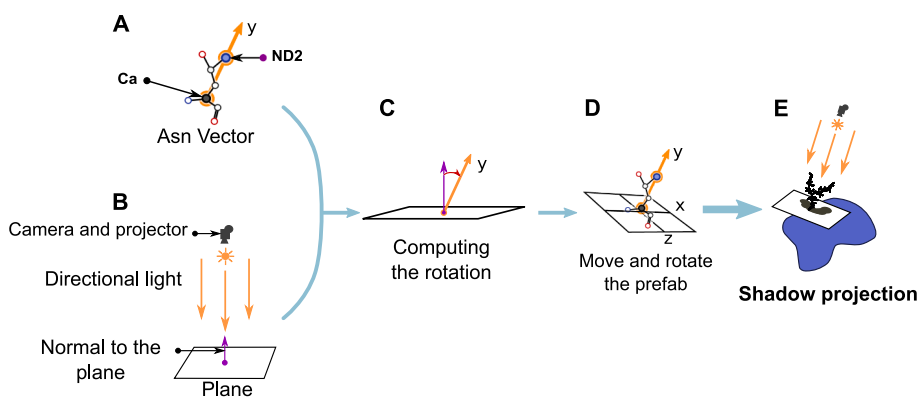 A
y
ND2
Ca
Asn Vector
B
Camera and projector
Directional light
Normal to the
plane
Plane
C
y
Computing
the rotation
D
y
x
z
Move and rotate
the prefab
E
Shadow projection